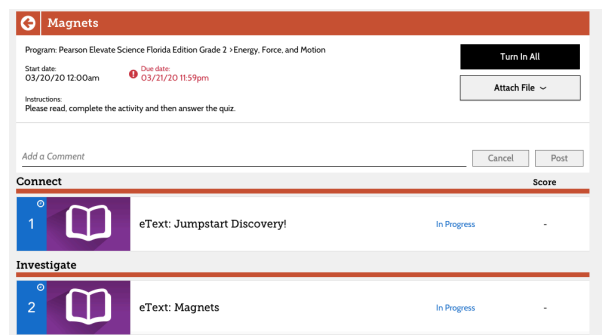 Magnets
Program: Pearson Elevate Science Florida Edition Grade 2 >Energy, Force, and Motion
Turn In All
Start date:
Due date:
03/20/20 12:00am
03/21/20 11:59pm
Attach File
Instructions:
Please read, complete the activity and then answer the quiz.
Add a Comment
Cancel
Post
Connect
Score
1
eText: Jumpstart Discovery!
In Progress
-
Investigate
2
eText: Magnets
In Progress
-